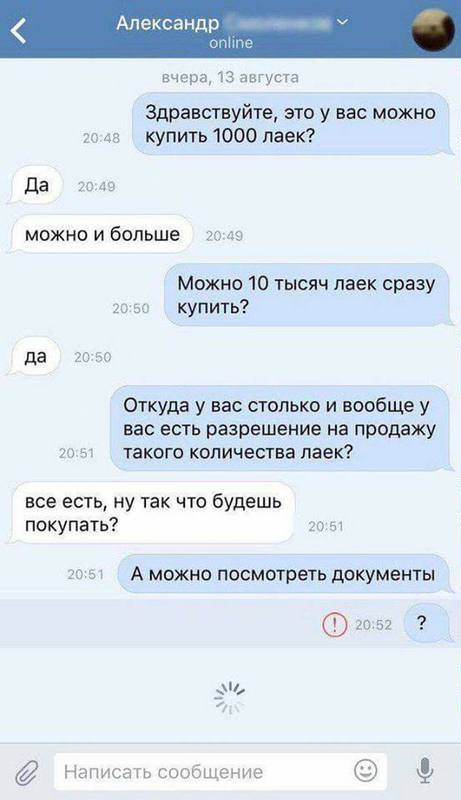 Александр
online
вчера, 13 августа
Здравствуйте, это у вас можно
купить 1000 лаек?
20:48
Да
20:49
можно и больше
20:49
Можно 10 тысяч лаек сразу
купить?
20:50
да
20:50
Откуда у вас столько и вообще у
вас есть разрешение на продажу
такого количества лаек?
20:51
все есть, ну так что будешь
покупать?
20:51
20:51
А можно посмотреть документы
! 20:52
?
Написать сообщение